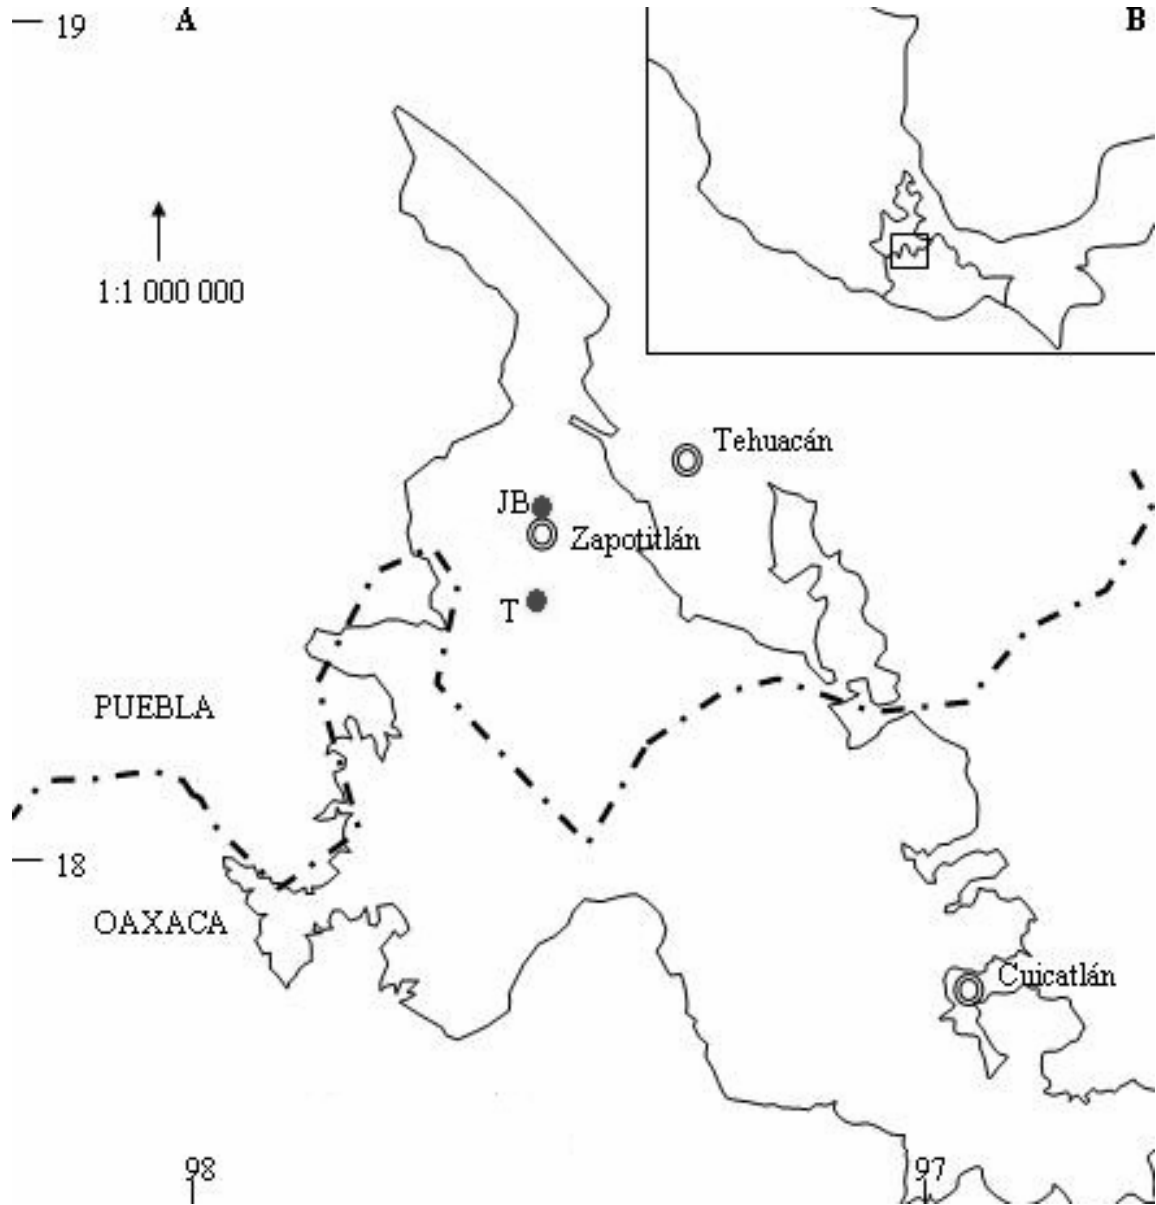 19
A
B
1:1 000 000
Tehuacán
JB
Zapotitlán
T
PUEBLA
18
OAXACA
Cuicatlán
98
97